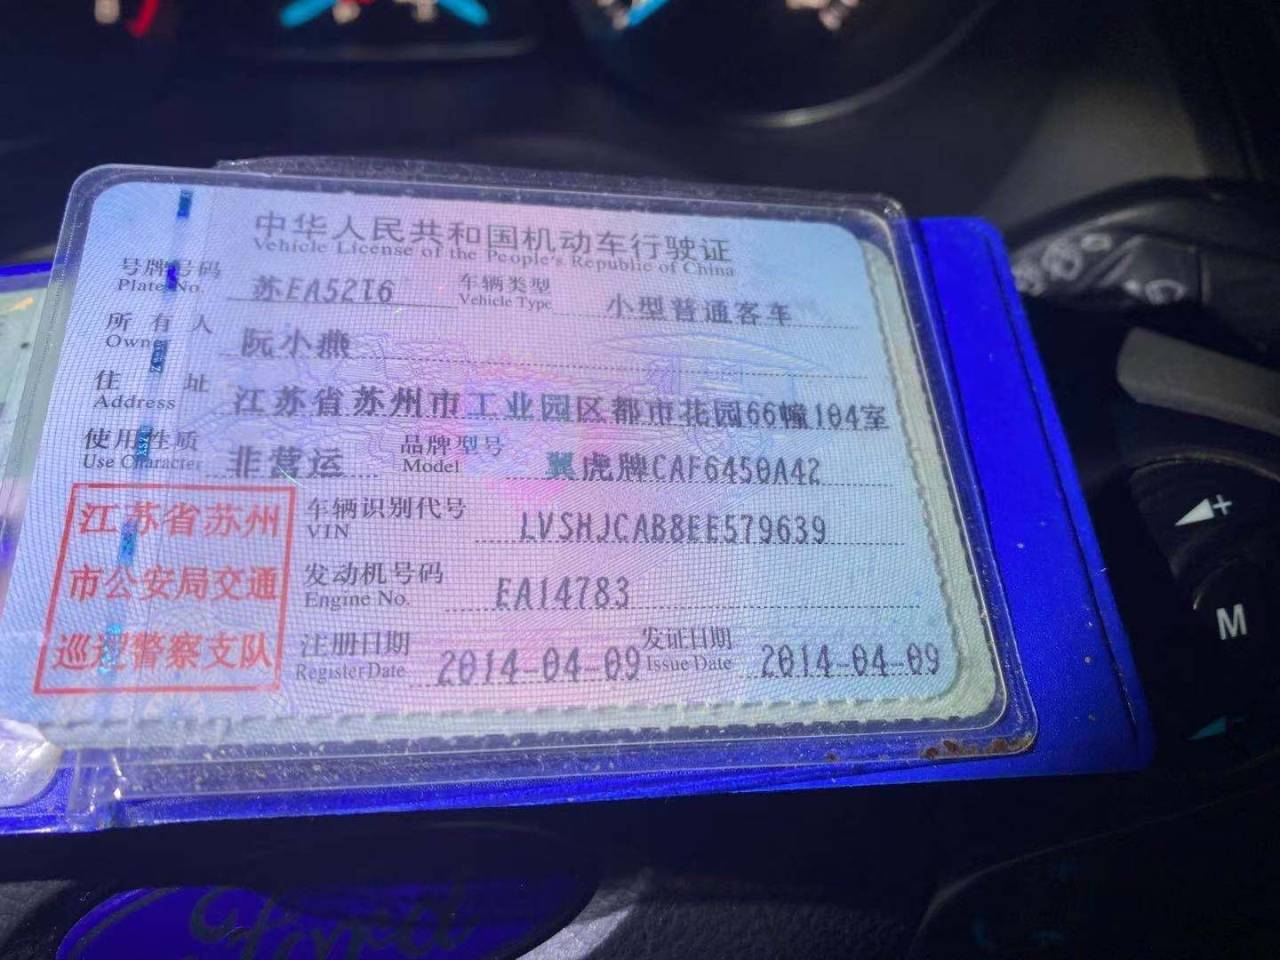 中华人民共和国机动车行驶证
Vehicle License of the People's Republic of China
号牌号码 苏EA52T6 车辆类型 小型普通客车
Plate No. Vehicle Type
所有人 阮小燕
Owner
住址 江苏省苏州市工业园区都市花园66幢104室
Address
使用性质 非营运 品牌型号 翼虎牌CAF6450A42
Use Character Model
江苏省苏州
市公安局交通
巡逻警察支队
车辆识别代号 LVSHJCAB8EE579639
VIN
发动机号码 EA14783
Engine No.
注册日期 2014-04-09 发证日期 2014-04-09
Register Date Issue Date
M
Ford